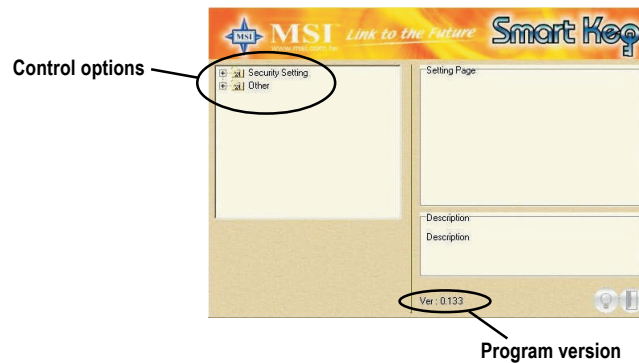 MSI
MSI Link to the Future
www.msi.com.tw
Smart Key
Control options
Security Setting
Other
Setting Page
Description
Description
Ver : 0.133
Program version